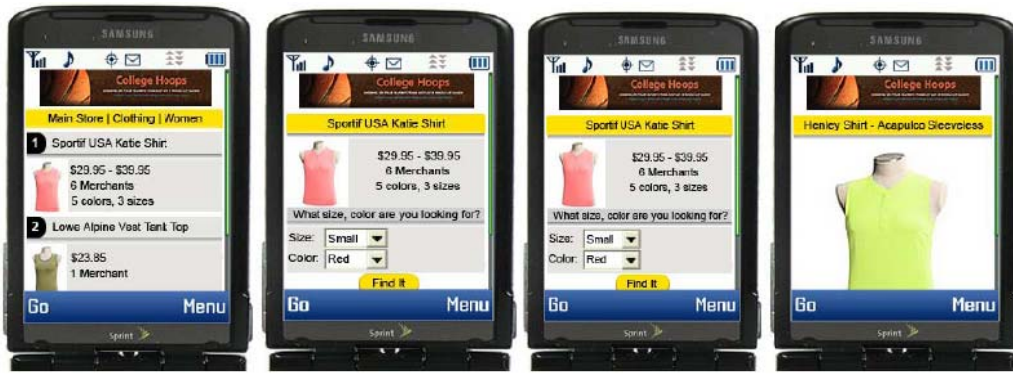 SAMSUNG
College Hoops
Main Store | Clothing | Women
1 Sportif USA Katie Shirt
$29.95 - $39.95
6 Merchants
5 colors, 3 sizes
2 Lowe Alpine Vest Tank Top
$23.85
1 Merchant
Go Menu
Sprint
SAMSUNG
College Hoops
Sportif USA Katie Shirt
$29.95 - $39.95
6 Merchants
5 colors, 3 sizes
What size, color are you looking for?
Size: Small
Color: Red
Find It
Go Menu
Sprint
SAMSUNG
College Hoops
Sportif USA Katie Shirt
$29.95 - $39.95
6 Merchants
5 colors, 3 sizes
What size, color are you looking for?
Size: Small
Color: Red
Find It
Go Menu
Sprint
SAMSUNG
College Hoops
Henley Shirt - Acapulco Sleeveless
Go Menu
Sprint